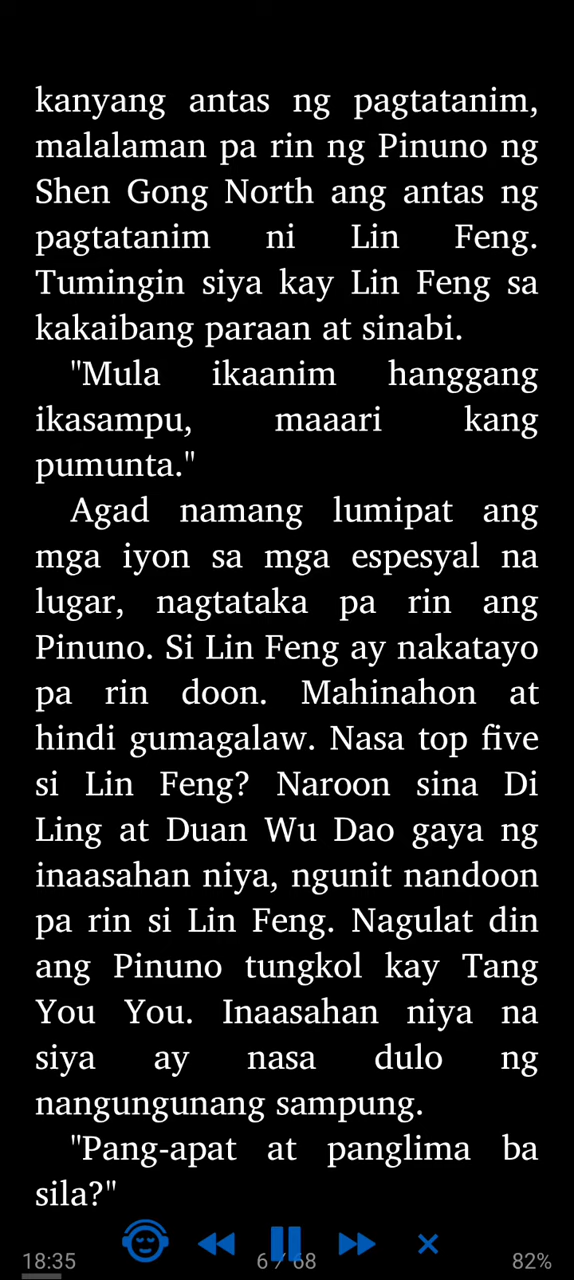 kanyang antas ng pagtatanim,
malalaman pa rin ng Pinuno ng
Shen Gong North ang antas ng
pagtatanim ni Lin Feng.
Tumingin siya kay Lin Feng sa
kakaibang paraan at sinabi.
"Mula ikaanim hanggang
ikasampu, maaari kang
pumunta."
Agad namang lumipat ang
mga iyon sa mga espesyal na
lugar, nagtataka pa rin ang
Pinuno. Si Lin Feng ay nakatayo
pa rin doon. Mahinahon at
hindi gumagalaw. Nasa top five
si Lin Feng? Naroon sina Di
Ling at Duan Wu Dao gaya ng
inaasahan niya, ngunit nandoon
pa rin si Lin Feng. Nagulat din
ang Pinuno tungkol kay Tang
You You. Inaasahan niya na
siya ay nasa dulo ng
nangungunang sampung.
"Pang-apat at panglima ba
sila?"
18:35 6 / 68 82%